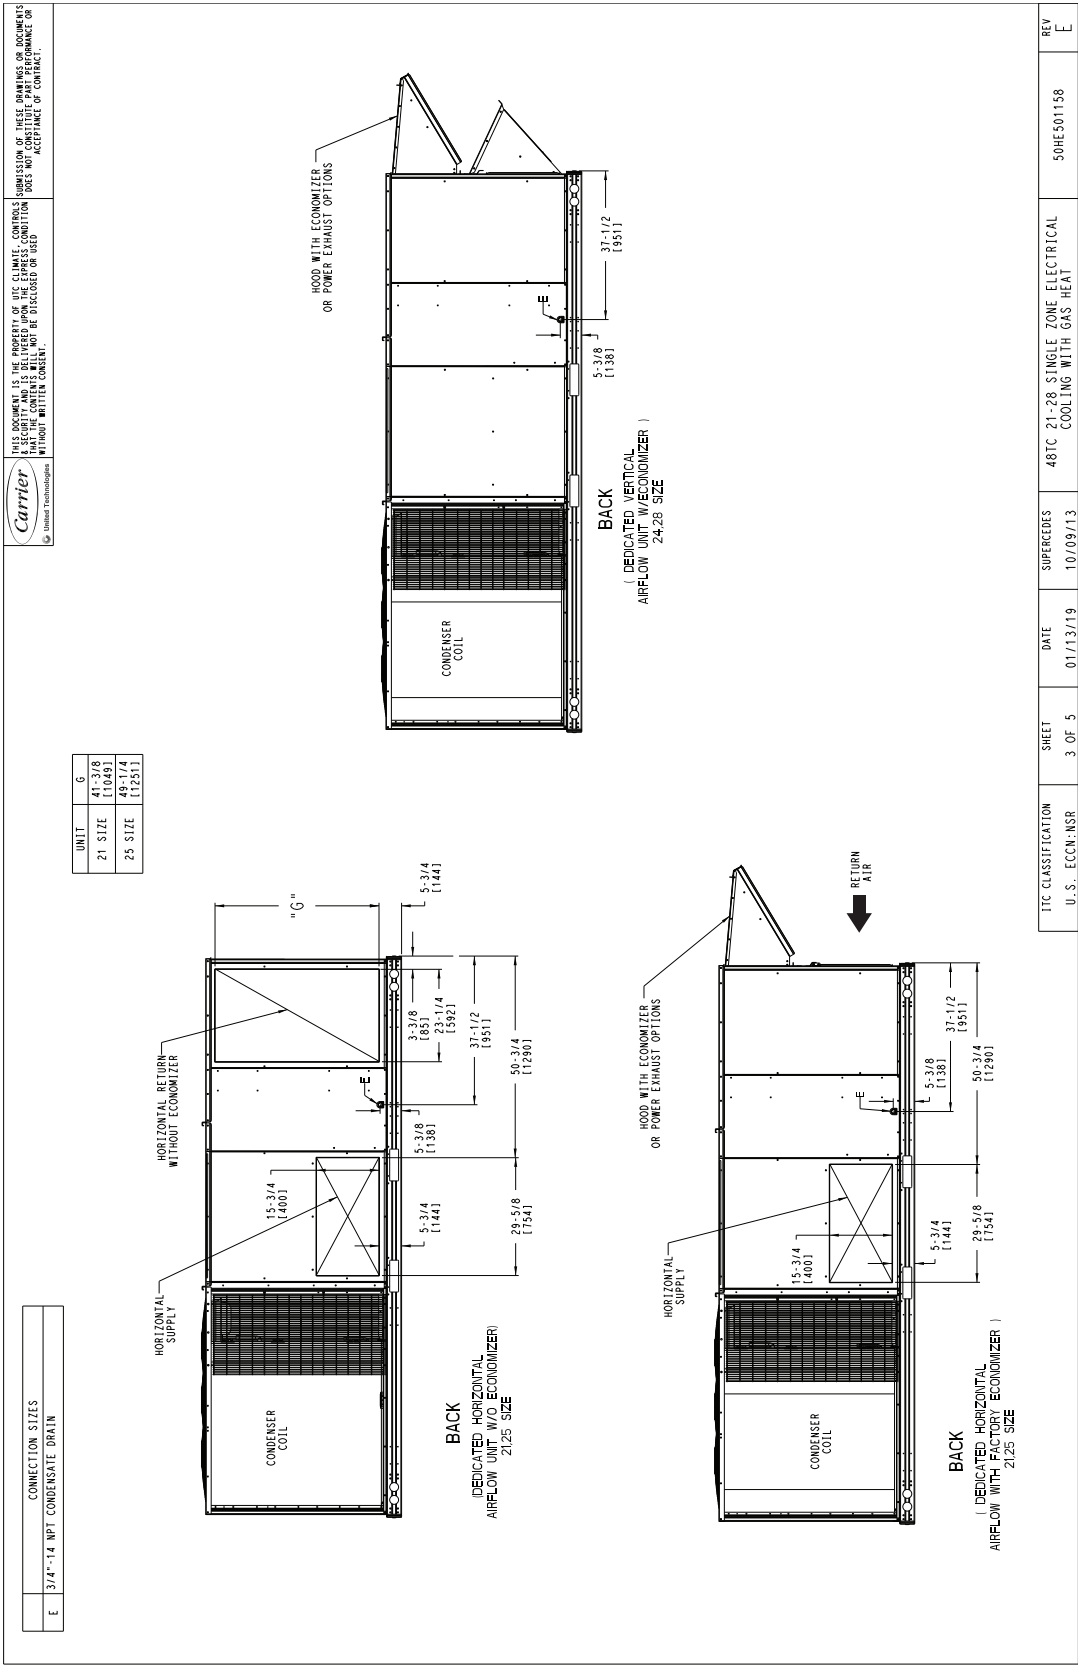 CONNECTION SIZES
E 3/4"-14 NPT CONDENSATE DRAIN
UNIT G
21 SIZE 41-3/8
[1049]
25 SIZE 49-1/4
[1251]
Carrier
United Technologies
THIS DOCUMENT IS THE PROPERTY OF UTC CLIMATE, CONTROLS
& SECURITY AND IS DELIVERED UPON THE EXPRESS CONDITION
THAT THE CONTENTS WILL NOT BE DISCLOSED OR USED
WITHOUT WRITTEN CONSENT.
SUBMISSION OF THESE DRAWINGS OR DOCUMENTS
DOES NOT CONSTITUTE PART PERFORMANCE OR
ACCEPTANCE OF CONTRACT.
HORIZONTAL
SUPPLY
HORIZONTAL RETURN
WITHOUT ECONOMIZER
CONDENSER
COIL
15-3/4
[400]
E
"G"
5-3/4
[144]
3-3/8
[85]
23-1/4
[592]
5-3/4
[144]
5-3/8
[138]
37-1/2
[951]
29-5/8
[754]
50-3/4
[1290]
BACK
(DEDICATED HORIZONTAL
AIRFLOW UNIT W/O ECONOMIZER)
21,25 SIZE
HOOD WITH ECONOMIZER
OR POWER EXHAUST OPTIONS
CONDENSER
COIL
E
5-3/8
[138]
37-1/2
[951]
BACK
( DEDICATED VERTICAL
AIRFLOW UNIT W/ECONOMIZER )
24,28 SIZE
HORIZONTAL
SUPPLY
HOOD WITH ECONOMIZER
OR POWER EXHAUST OPTIONS
CONDENSER
COIL
15-3/4
[400]
E
RETURN
AIR
5-3/4
[144]
5-3/8
[138]
37-1/2
[951]
29-5/8
[754]
50-3/4
[1290]
BACK
( DEDICATED HORIZONTAL
AIRFLOW WITH FACTORY ECONOMIZER )
21,25 SIZE
ITC CLASSIFICATION
U.S. ECCN:NSR
SHEET
3 OF 5
DATE
01/13/19
SUPERCEDES
10/09/13
48TC 21-28 SINGLE ZONE ELECTRICAL
COOLING WITH GAS HEAT
50HE501158
REV
E